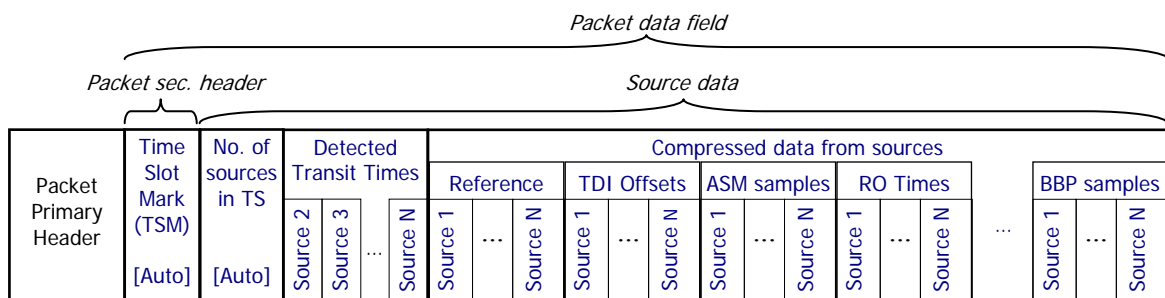 Packet data field
Packet sec. header
Source data
Packet
Primary
Header
Time
Slot
Mark
(TSM)
[Auto]
No. of
sources
in TS
[Auto]
Detected
Transit Times
Source 2
Source 3
...
Source N
Compressed data from sources
Reference
Source 1
...
Source N
TDI Offsets
Source 1
...
Source N
ASM samples
Source 1
...
Source N
RO Times
Source 1
...
Source N
...
BBP samples
Source 1
...
Source N